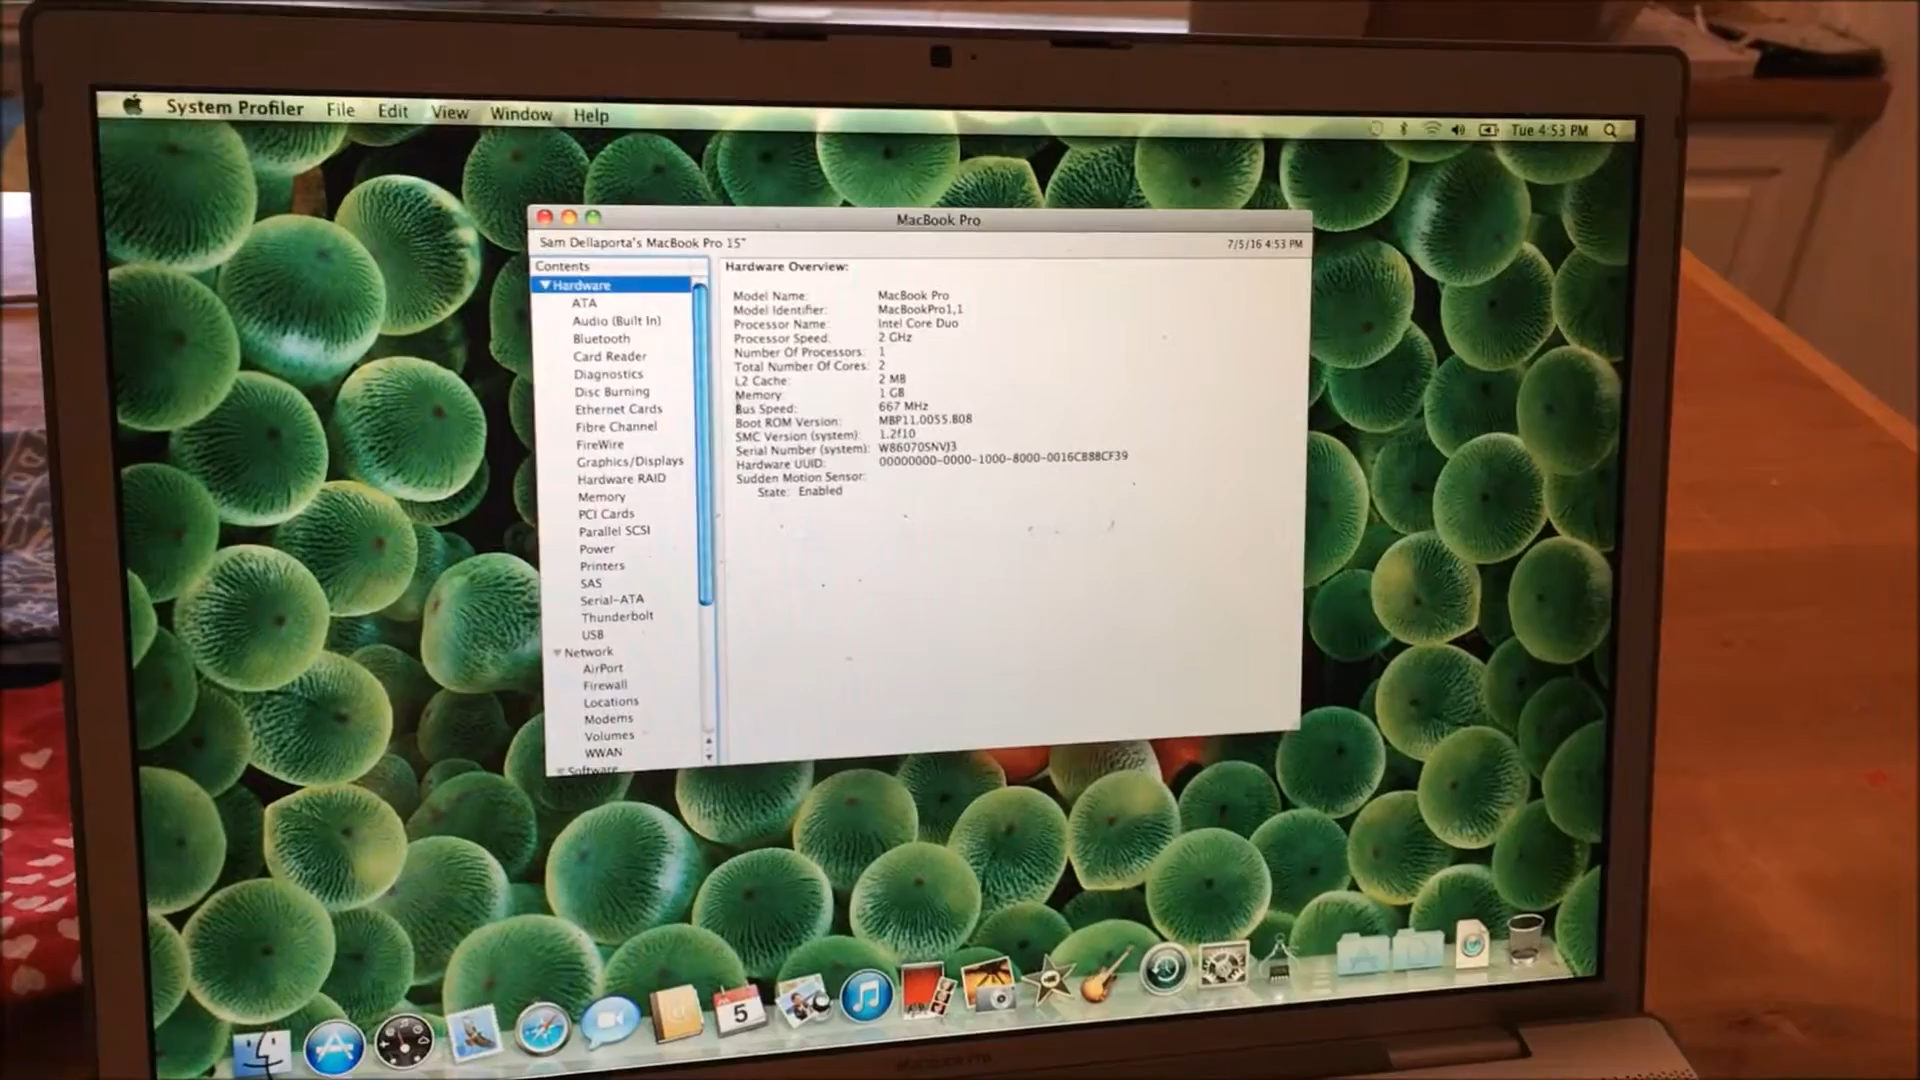 System Profiler File Edit View Window Help
Tue 4:53 PM
MacBook Pro
Sam Dellaporta's MacBook Pro 15"
7/5/16 4:53 PM
Contents
Hardware
ATA
Audio (Built In)
Bluetooth
Card Reader
Diagnostics
Disc Burning
Ethernet Cards
Fibre Channel
FireWire
Graphics/Displays
Hardware RAID
Memory
PCI Cards
Parallel SCSI
Power
Printers
SAS
Serial-ATA
Thunderbolt
USB
Network
AirPort
Firewall
Locations
Modems
Volumes
WWAN
Software
Hardware Overview:
Model Name: MacBook Pro
Model Identifier: MacBookPro1,1
Processor Name: Intel Core Duo
Processor Speed: 2 GHz
Number Of Processors: 1
Total Number Of Cores: 2
L2 Cache: 2 MB
Memory: 1 GB
Bus Speed: 667 MHz
Boot ROM Version: MBP11.0055.B08
SMC Version (system): 1.2f10
Serial Number (system): W86070SNVJ3
Hardware UUID: 00000000-0000-1000-8000-0016CB88CF39
Sudden Motion Sensor:
State: Enabled
5